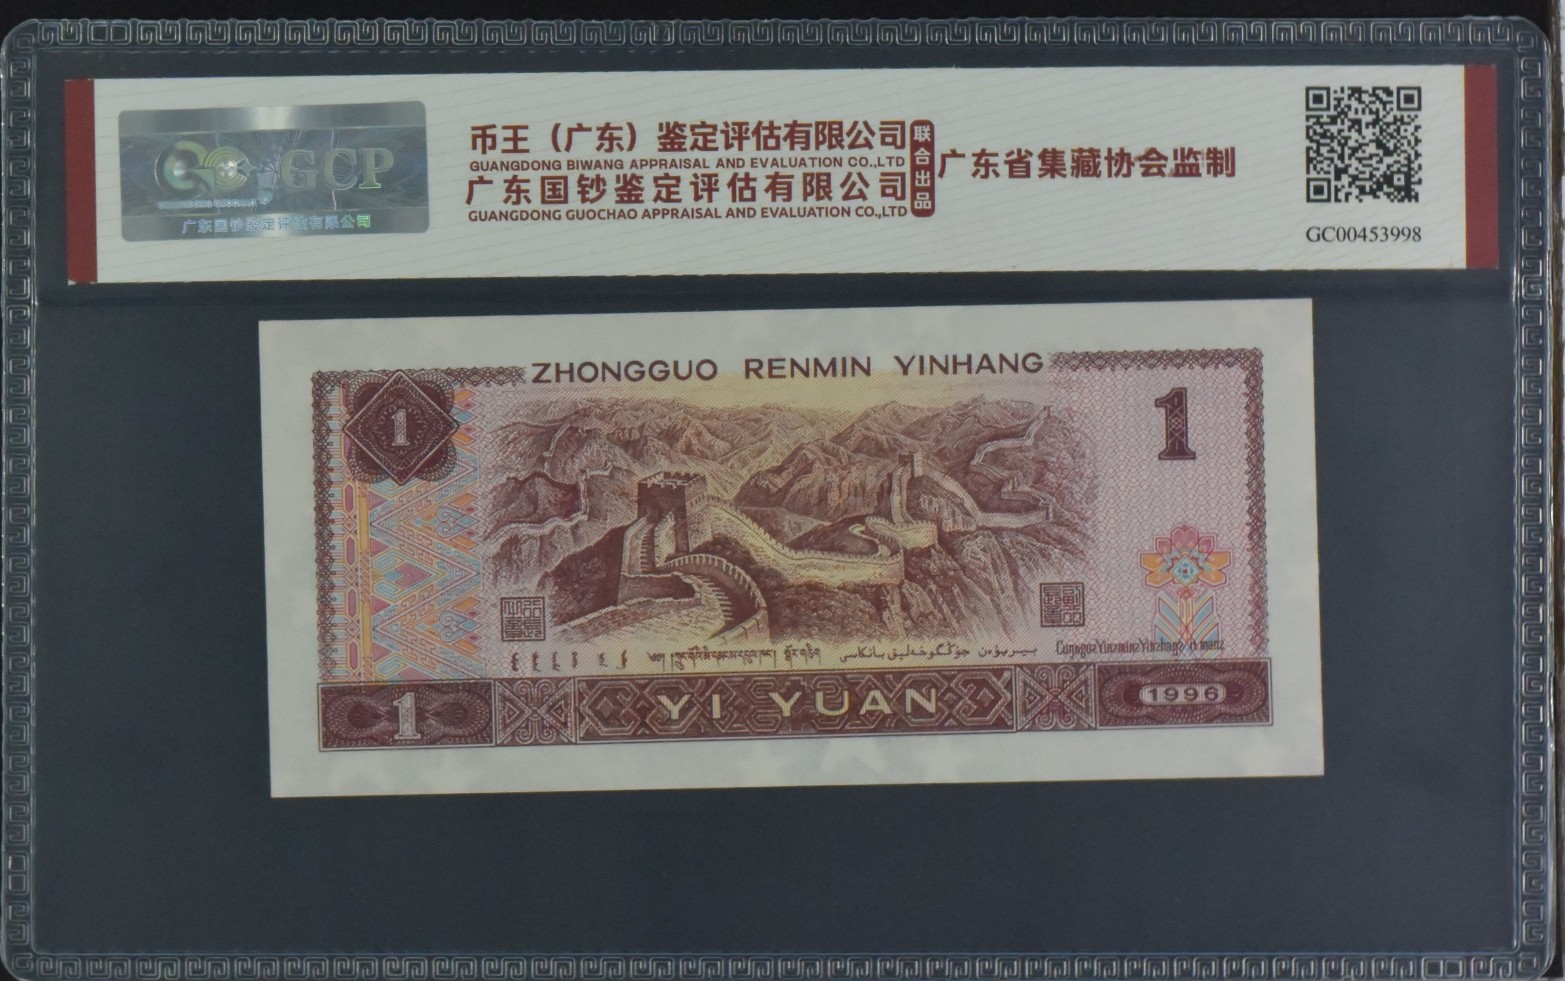 GCP
广东国钞鉴定评估有限公司
币王（广东）鉴定评估有限公司
GUANGDONG BIWANG APPRAISAL AND EVALUATION CO.,LTD
广东国钞鉴定评估有限公司
GUANGDONG GUOCHAO APPRAISAL AND EVALUATION CO.,LTD
联合出品
广东省集藏协会监制
GC00453998
ZHONGGUO RENMIN YINHANG
1
1
1
YI YUAN
1996